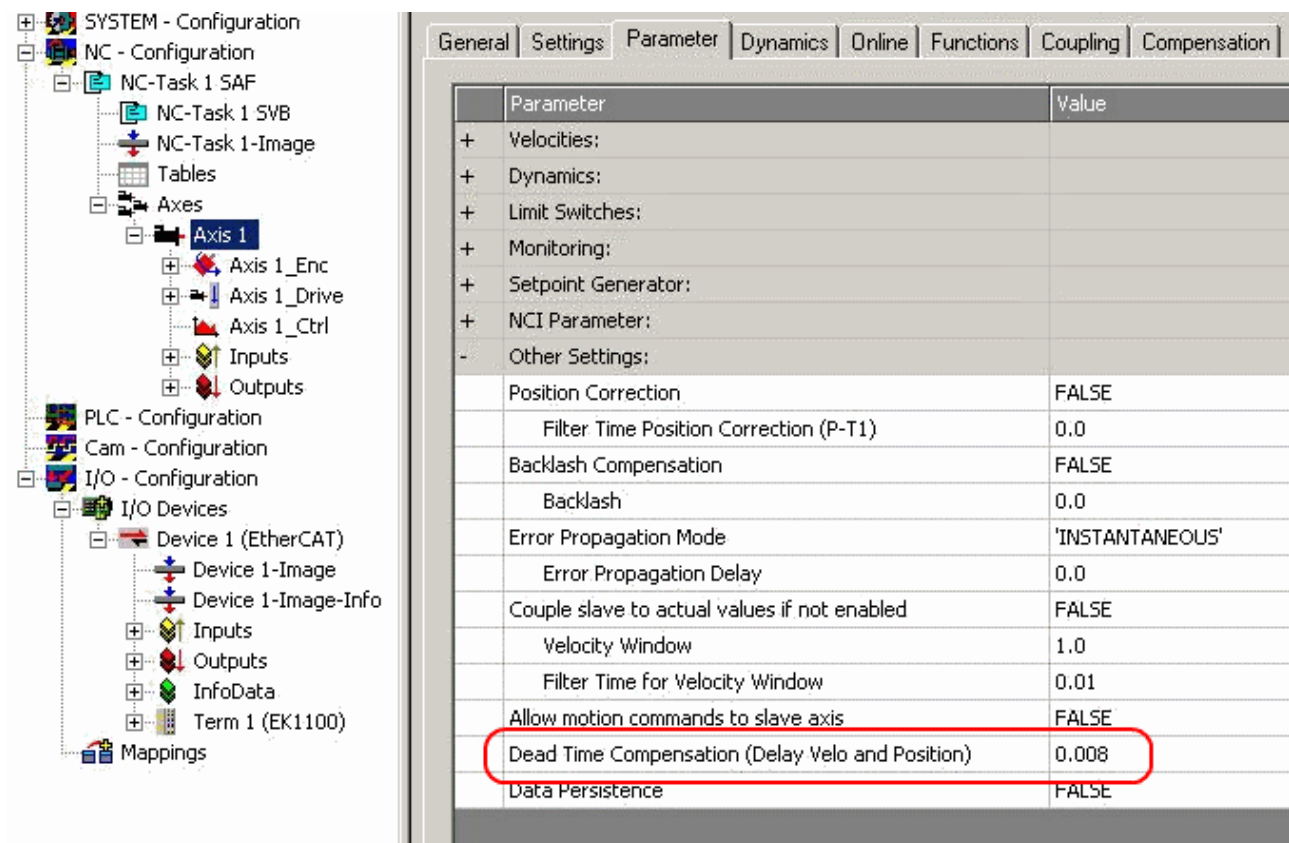 SYSTEM - Configuration
NC - Configuration
NC-Task 1 SAF
NC-Task 1 SVB
NC-Task 1-Image
Tables
Axes
Axis 1
Axis 1_Enc
Axis 1_Drive
Axis 1_Ctrl
Inputs
Outputs
PLC - Configuration
Cam - Configuration
I/O - Configuration
I/O Devices
Device 1 (EtherCAT)
Device 1-Image
Device 1-Image-Info
Inputs
Outputs
InfoData
Term 1 (EK1100)
Mappings
General Settings Parameter Dynamics Online Functions Coupling Compensation
Parameter Value
+ Velocities:
+ Dynamics:
+ Limit Switches:
+ Monitoring:
+ Setpoint Generator:
+ NCI Parameter:
- Other Settings:
Position Correction FALSE
Filter Time Position Correction (P-T1) 0.0
Backlash Compensation FALSE
Backlash 0.0
Error Propagation Mode 'INSTANTANEOUS'
Error Propagation Delay 0.0
Couple slave to actual values if not enabled FALSE
Velocity Window 1.0
Filter Time for Velocity Window 0.01
Allow motion commands to slave axis FALSE
Dead Time Compensation (Delay Velo and Position) 0.008
Data Persistence FALSE